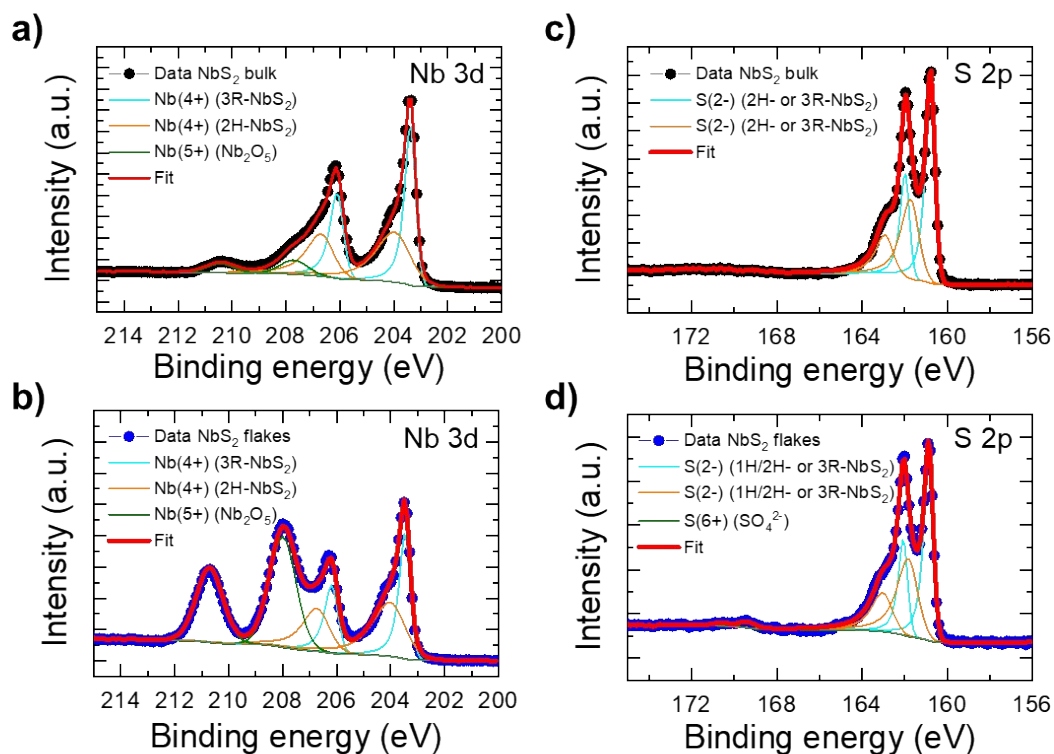 a)
Nb 3d
Data NbS₂ bulk
Nb(4+) (3R-NbS₂)
Nb(4+) (2H-NbS₂)
Nb(5+) (Nb₂O₅)
Fit
Intensity (a.u.)
214 212 210 208 206 204 202 200
Binding energy (eV)
c)
S 2p
Data NbS₂ bulk
S(2-) (2H- or 3R-NbS₂)
S(2-) (2H- or 3R-NbS₂)
Fit
Intensity (a.u.)
172 168 164 160 156
Binding energy (eV)
b)
Nb 3d
Data NbS₂ flakes
Nb(4+) (3R-NbS₂)
Nb(4+) (2H-NbS₂)
Nb(5+) (Nb₂O₅)
Fit
Intensity (a.u.)
214 212 210 208 206 204 202 200
Binding energy (eV)
d)
S 2p
Data NbS₂ flakes
S(2-) (1H/2H- or 3R-NbS₂)
S(2-) (1H/2H- or 3R-NbS₂)
S(6+) (SO₄²⁻)
Fit
Intensity (a.u.)
172 168 164 160 156
Binding energy (eV)